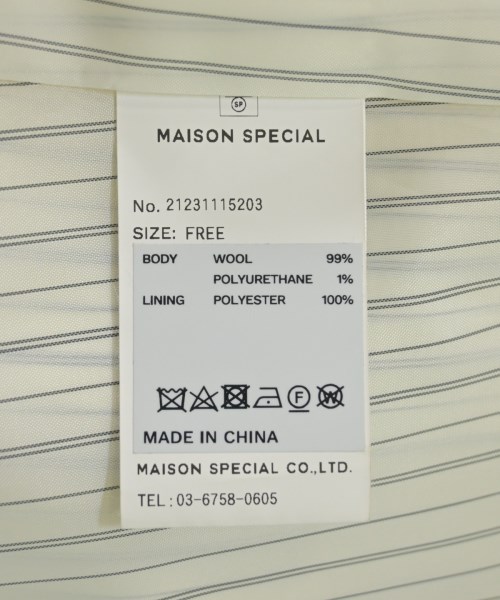 SP
MAISON SPECIAL
No. 21231115203
SIZE: FREE
BODY WOOL 99%
POLYURETHANE 1%
LINING POLYESTER 100%
F W
MADE IN CHINA
MAISON SPECIAL CO.,LTD.
TEL: 03-6758-0605